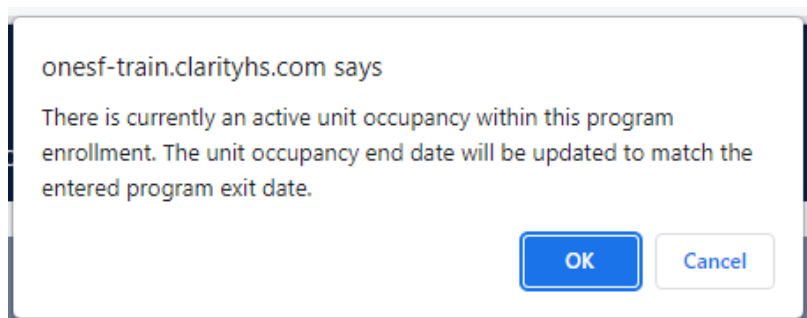 onesf-train.clarityhs.com says
There is currently an active unit occupancy within this program
enrollment. The unit occupancy end date will be updated to match the
entered program exit date.
OK
Cancel